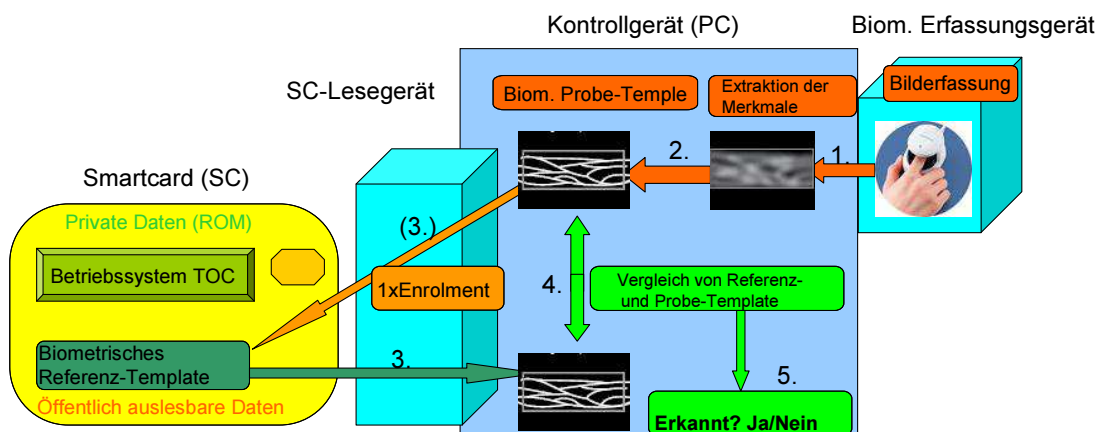 Kontrollgerät (PC)
Biom. Erfassungsgerät
SC-Lesegerät
Biom. Probe-Temple
Extraktion der
Merkmale
Bilderfassung
1.
2.
Smartcard (SC)
Private Daten (ROM)
(3.)
Betriebssystem TOC
1xEnrolment
4.
Vergleich von Referenz-
und Probe-Template
Biometrisches
Referenz-Template
3.
5.
Öffentlich auslesbare Daten
Erkannt? Ja/Nein